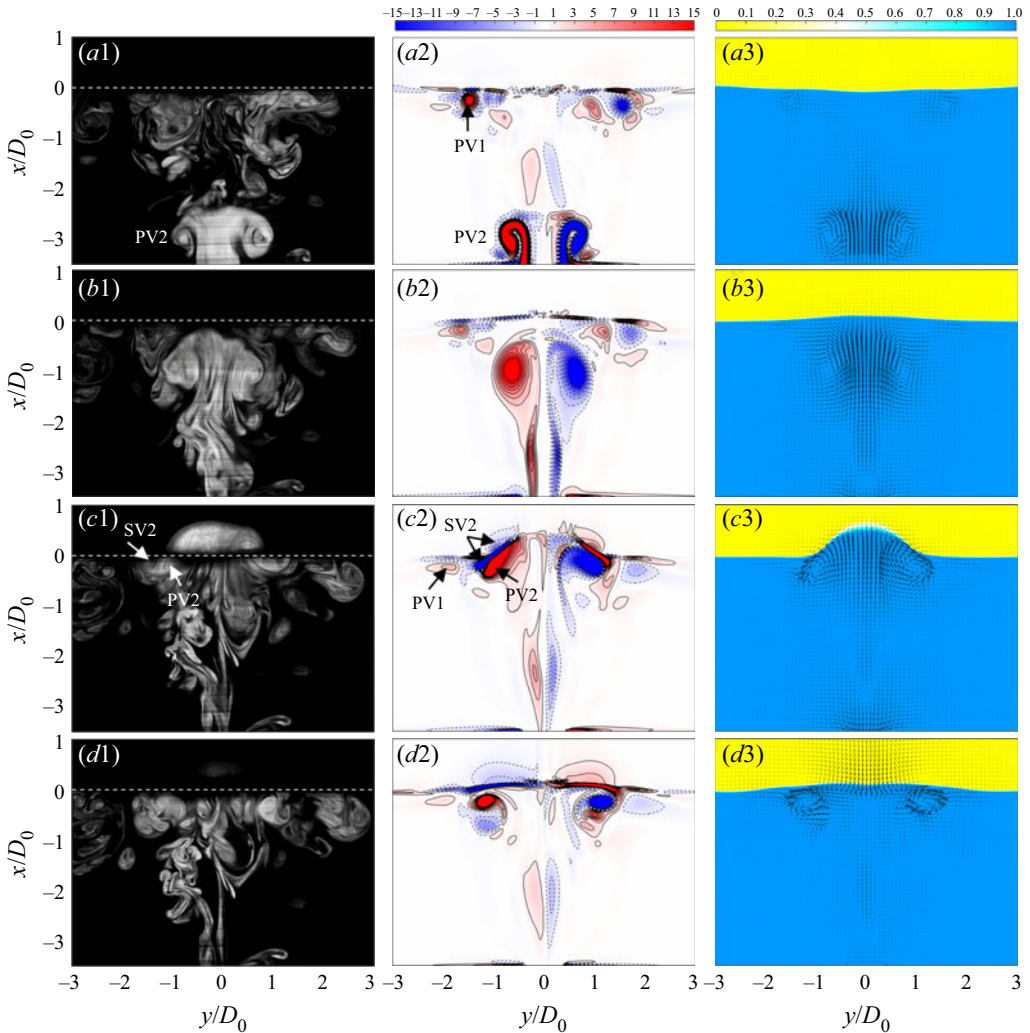 −15−13−11 −9 −7 −5 −3 −1 1 3 5 7 9 11 13 15
0 0.1 0.2 0.3 0.4 0.5 0.6 0.7 0.8 0.9 1.0
(a1) (a2) (a3)
1
0
−1
−2
−3
x/D0
PV2
PV1
PV2
(b1) (b2) (b3)
1
0
−1
−2
−3
x/D0
(c1) (c2) (c3)
1
0
−1
−2
−3
x/D0
SV2
PV2
SV2
PV1
PV2
(d1) (d2) (d3)
1
0
−1
−2
−3
x/D0
−3 −2 −1 0 1 2 3 −3 −2 −1 0 1 2 3 −3 −2 −1 0 1 2 3
y/D0 y/D0 y/D0